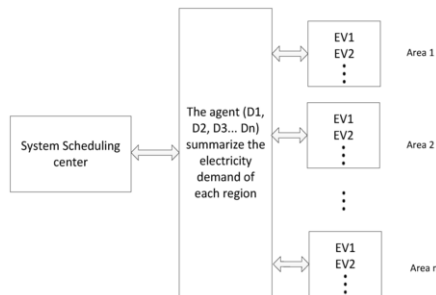 System Scheduling
center
The agent (D1,
D2, D3... Dn)
summarize the
electricity
demand of
each region
EV1
EV2
Area 1
EV1
EV2
Area 2
EV1
EV2
Area